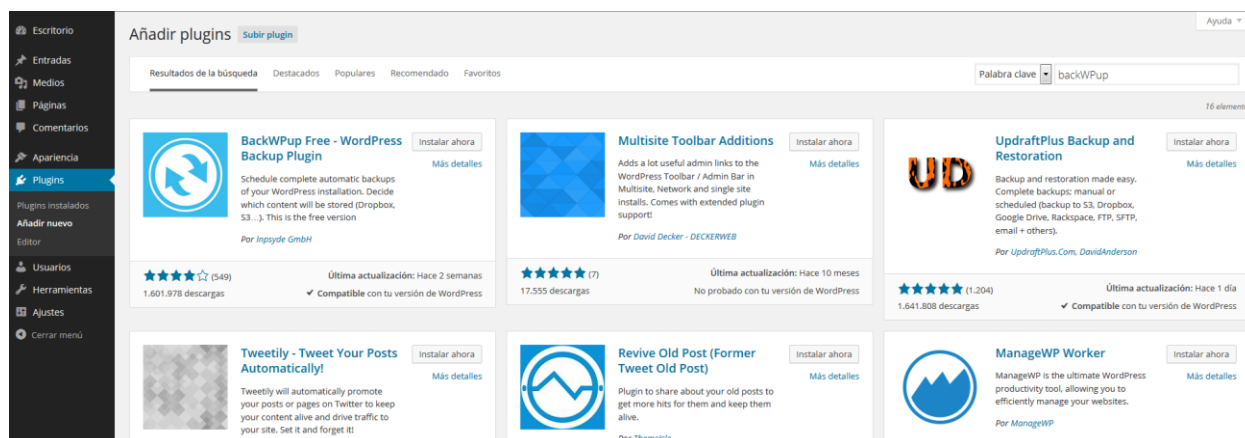 Ayuda
Escritorio
Entradas
Medios
Páginas
Comentarios
Apariencia
Plugins
Plugins instalados
Añadir nuevo
Editor
Usuarios
Herramientas
Ajustes
Cerrar menú
Añadir plugins Subir plugin
Resultados de la búsqueda Destacados Populares Recomendado Favoritos
Palabra clave backWPup
16 element
BackWPup Free - WordPress
Backup Plugin
Instalar ahora
Más detalles
Schedule complete automatic backups
of your WordPress installation. Decide
which content will be stored (Dropbox,
S3...). This is the free version
Por Inpsyde GmbH
(549)
1.601.978 descargas
Última actualización: Hace 2 semanas
Compatible con tu versión de WordPress
Multisite Toolbar Additions
Instalar ahora
Más detalles
Adds a lot useful admin links to the
WordPress Toolbar / Admin Bar in
Multisite, Network and single site
installs. Comes with extended plugin
support!
Por David Decker - DECKERWEB
(7)
17.555 descargas
Última actualización: Hace 10 meses
No probado con tu versión de WordPress
UD
UpdraftPlus Backup and
Restoration
Instalar ahora
Más detalles
Backup and restoration made easy.
Complete backups; manual or
scheduled (backup to S3, Dropbox,
Google Drive, Rackspace, FTP, SFTP,
email + others).
Por UpdraftPlus.Com, DavidAnderson
(1.204)
1.641.808 descargas
Última actualización: Hace 1 día
Compatible con tu versión de WordPress
Tweetily - Tweet Your Posts
Automatically!
Instalar ahora
Más detalles
Tweetily will automatically promote
your posts or pages on Twitter to keep
your content alive and drive traffic to
your site. Set it and forget it!
Revive Old Post (Former
Tweet Old Post)
Instalar ahora
Más detalles
Plugin to share about your old posts to
get more hits for them and keep them
alive.
ManageWP Worker
Instalar ahora
Más detalles
ManageWP is the ultimate WordPress
productivity tool, allowing you to
efficiently manage your websites.
Por ManageWP